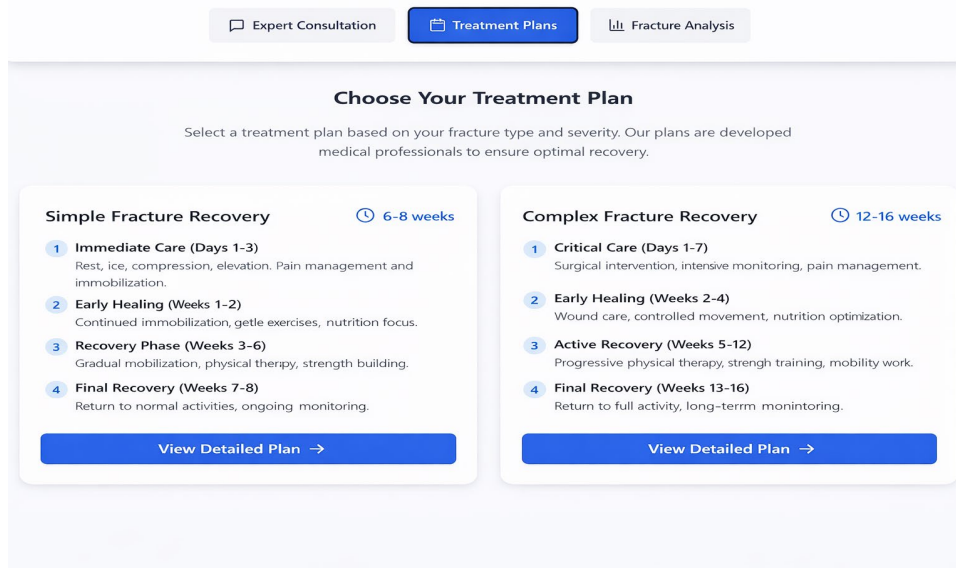 Expert Consultation
Treatment Plans
Fracture Analysis
Choose Your Treatment Plan
Select a treatment plan based on your fracture type and severity. Our plans are developed
medical professionals to ensure optimal recovery.
Simple Fracture Recovery
6-8 weeks
1 Immediate Care (Days 1-3)
Rest, ice, compression, elevation. Pain management and
immobilization.
2 Early Healing (Weeks 1-2)
Continued immobilization, getle exercises, nutrition focus.
3 Recovery Phase (Weeks 3-6)
Gradual mobilization, physical therpy, strength building.
4 Final Recovery (Weeks 7-8)
Return to normal activities, ongoing monitoring.
View Detailed Plan →
Complex Fracture Recovery
12-16 weeks
1 Critical Care (Days 1-7)
Surgical intervention, intensive monitoring, pain management.
2 Early Healing (Weeks 2-4)
Wound care, controlled movement, nutrition optimization.
3 Active Recovery (Weeks 5-12)
Progressive physical therapy, strengh training, mobility work.
4 Final Recovery (Weeks 13-16)
Return to full activity, long-terrm monintoring.
View Detailed Plan →